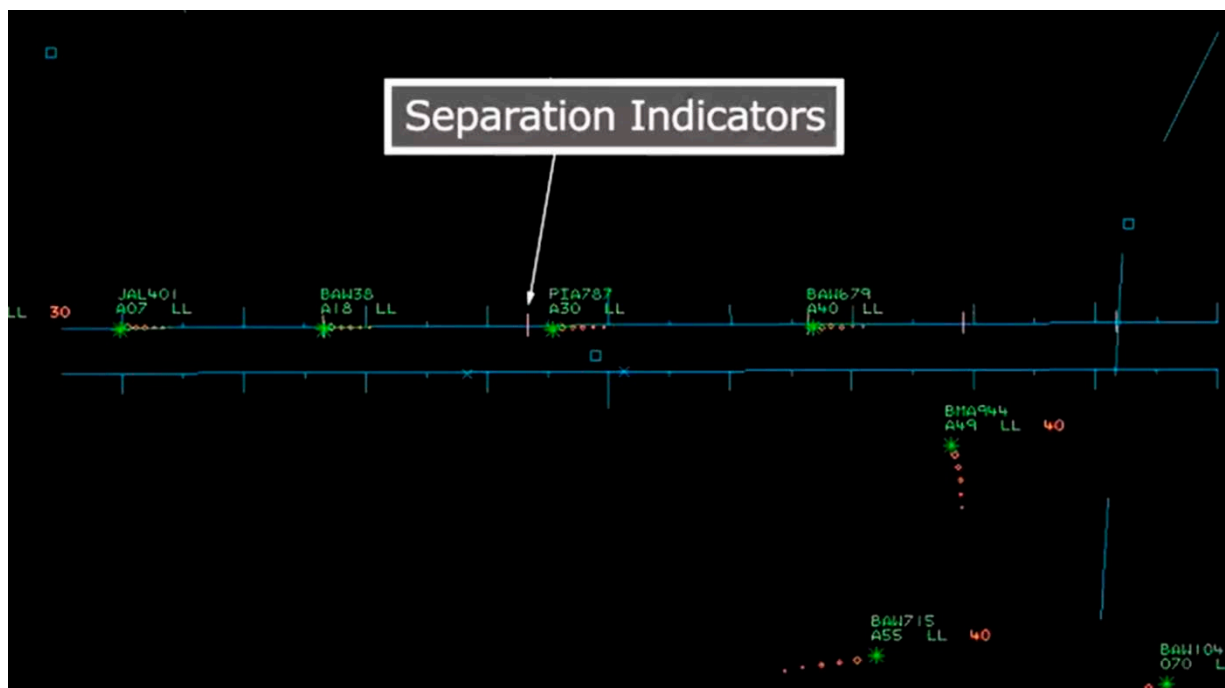 Separation Indicators
JAL401
A07 LL
BAW38
A18 LL
PIA787
A30 LL
BAW679
A40 LL
LL 30
BMA944
A49 LL 40
BAW715
A55 LL 40
BAW104
070 L